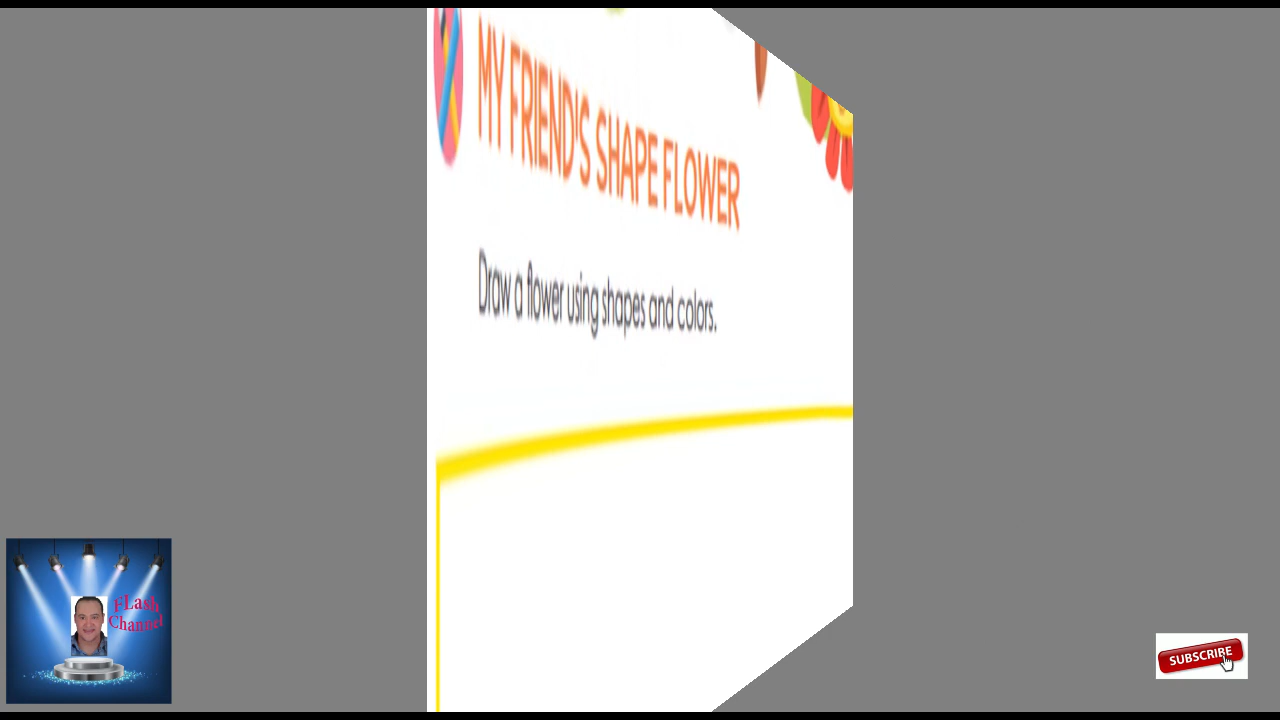 MY FRIEND'S SHAPE FLOWER
Draw a flower using shapes and colors.
FLash
Channel
SUBSCRIBE